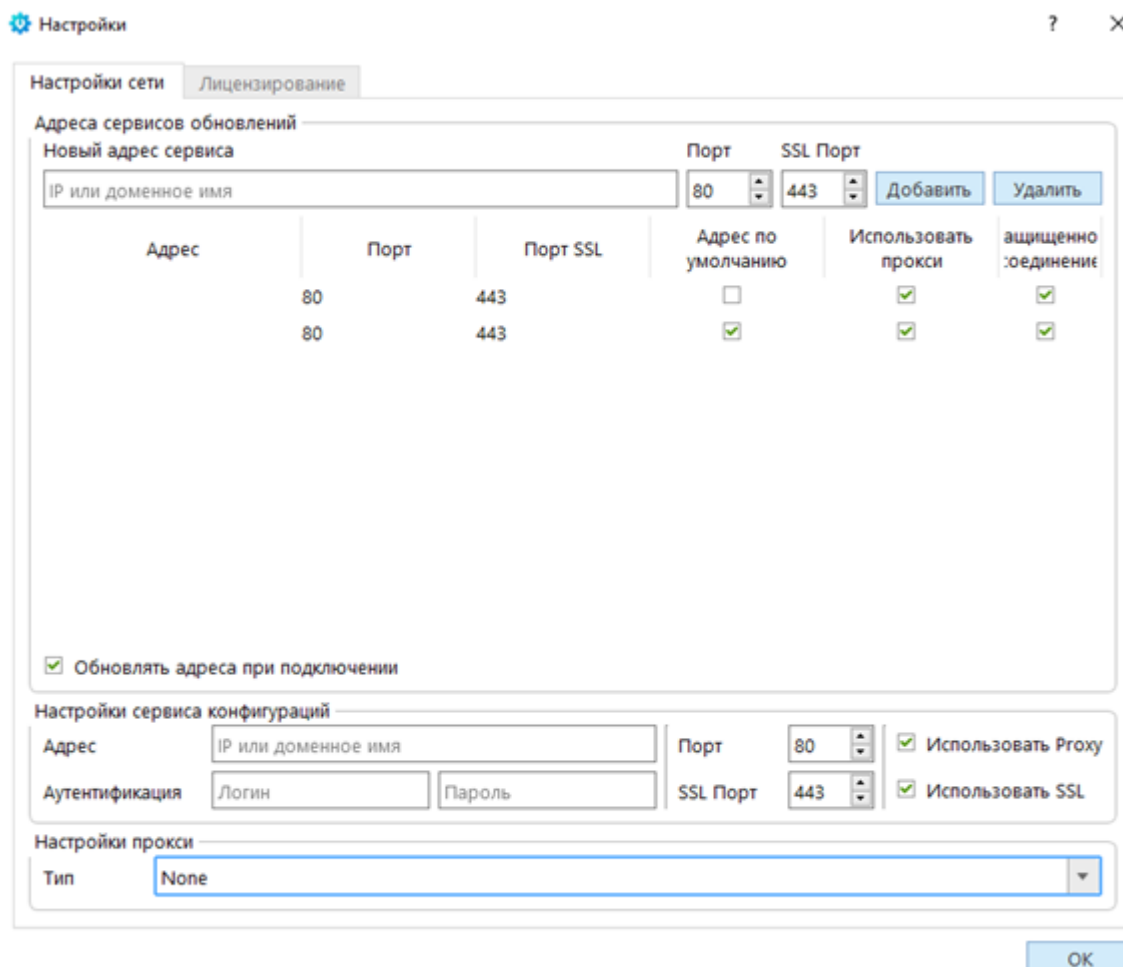 Настройки
Настройки сети Лицензирование
Адреса сервисов обновлений
Новый адрес сервиса Порт SSL Порт
IP или доменное имя 80 443 Добавить Удалить
Адрес Порт Порт SSL Адрес по умолчанию Использовать прокси ащищенно соединение
80 443
80 443
Обновлять адреса при подключении
Настройки сервиса конфигураций
Адрес IP или доменное имя Порт 80 Использовать Proxy
Аутентификация Логин Пароль SSL Порт 443 Использовать SSL
Настройки прокси
Тип None
OK